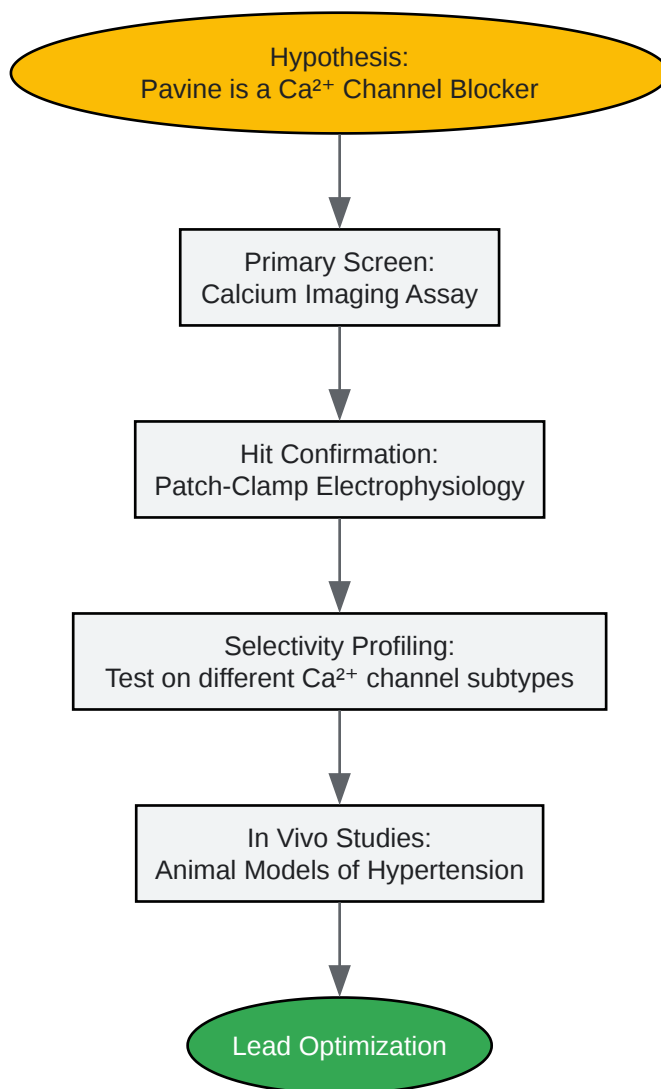 Hypothesis:
Pavine is a Ca²⁺ Channel Blocker
Primary Screen:
Calcium Imaging Assay
Hit Confirmation:
Patch-Clamp Electrophysiology
Selectivity Profiling:
Test on different Ca²⁺ channel subtypes
In Vivo Studies:
Animal Models of Hypertension
Lead Optimization